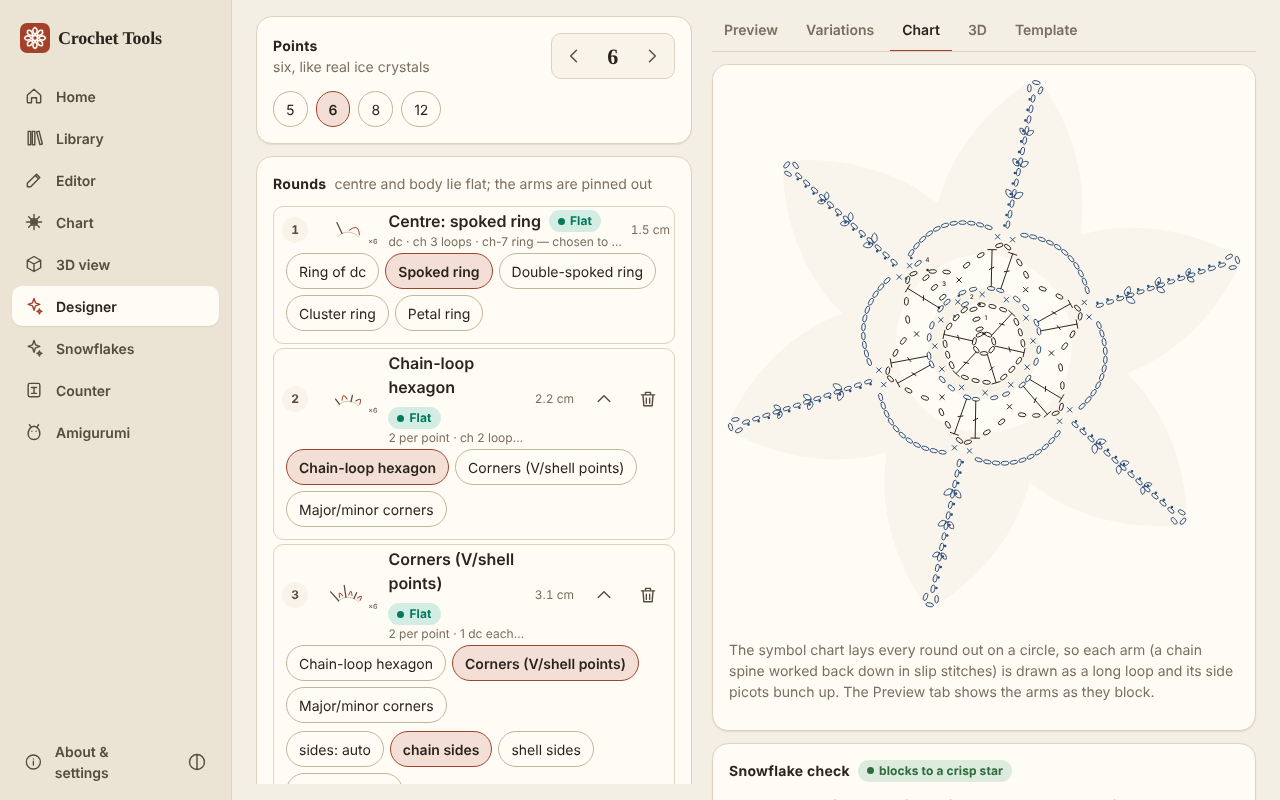 Crochet Tools
Home
Library
Editor
Chart
3D view
Designer
Snowflakes
Counter
Amigurumi
About &
settings
Points
six, like real ice crystals
6
5 6 8 12
Rounds centre and body lie flat; the arms are pinned out
1
×6
Centre: spoked ring Flat
dc · ch 3 loops · ch-7 ring — chosen to ...
1.5 cm
Ring of dc Spoked ring Double-spoked ring
Cluster ring Petal ring
2
×6
Chain-loop
hexagon
Flat
2 per point · ch 2 loop...
2.2 cm
Chain-loop hexagon Corners (V/shell points)
Major/minor corners
3
×6
Corners (V/shell
points)
Flat
2 per point · 1 dc each...
3.1 cm
Chain-loop hexagon Corners (V/shell points)
Major/minor corners
sides: auto chain sides shell sides
Preview Variations Chart 3D Template
4
3
2
1
The symbol chart lays every round out on a circle, so each arm (a chain
spine worked back down in slip stitches) is drawn as a long loop and its side
picots bunch up. The Preview tab shows the arms as they block.
Snowflake check blocks to a crisp star